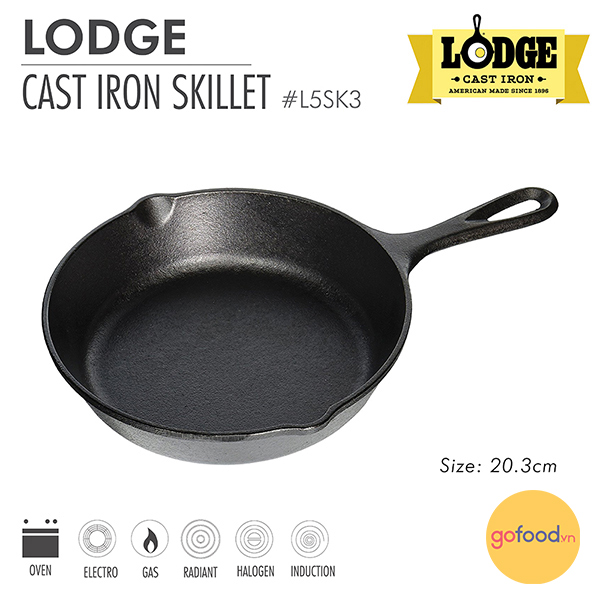 LODGE
CAST IRON SKILLET #L5SK3
LODGE
CAST IRON
AMERICAN MADE SINCE 1896
Size: 20.3cm
gofood.vn
OVEN
ELECTRO
GAS
RADIANT
HALOGEN
INDUCTION